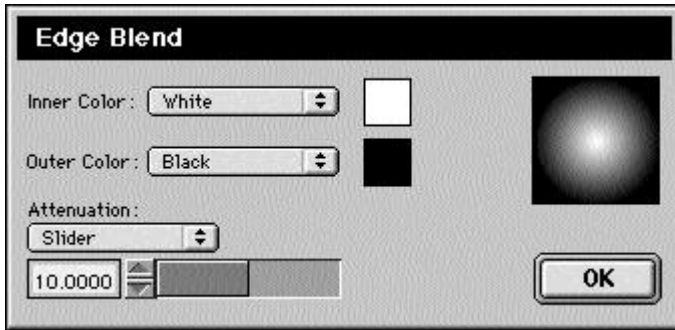 Edge Blend
Inner Color: White
Outer Color: Black
Attenuation:
Slider
10.0000
OK